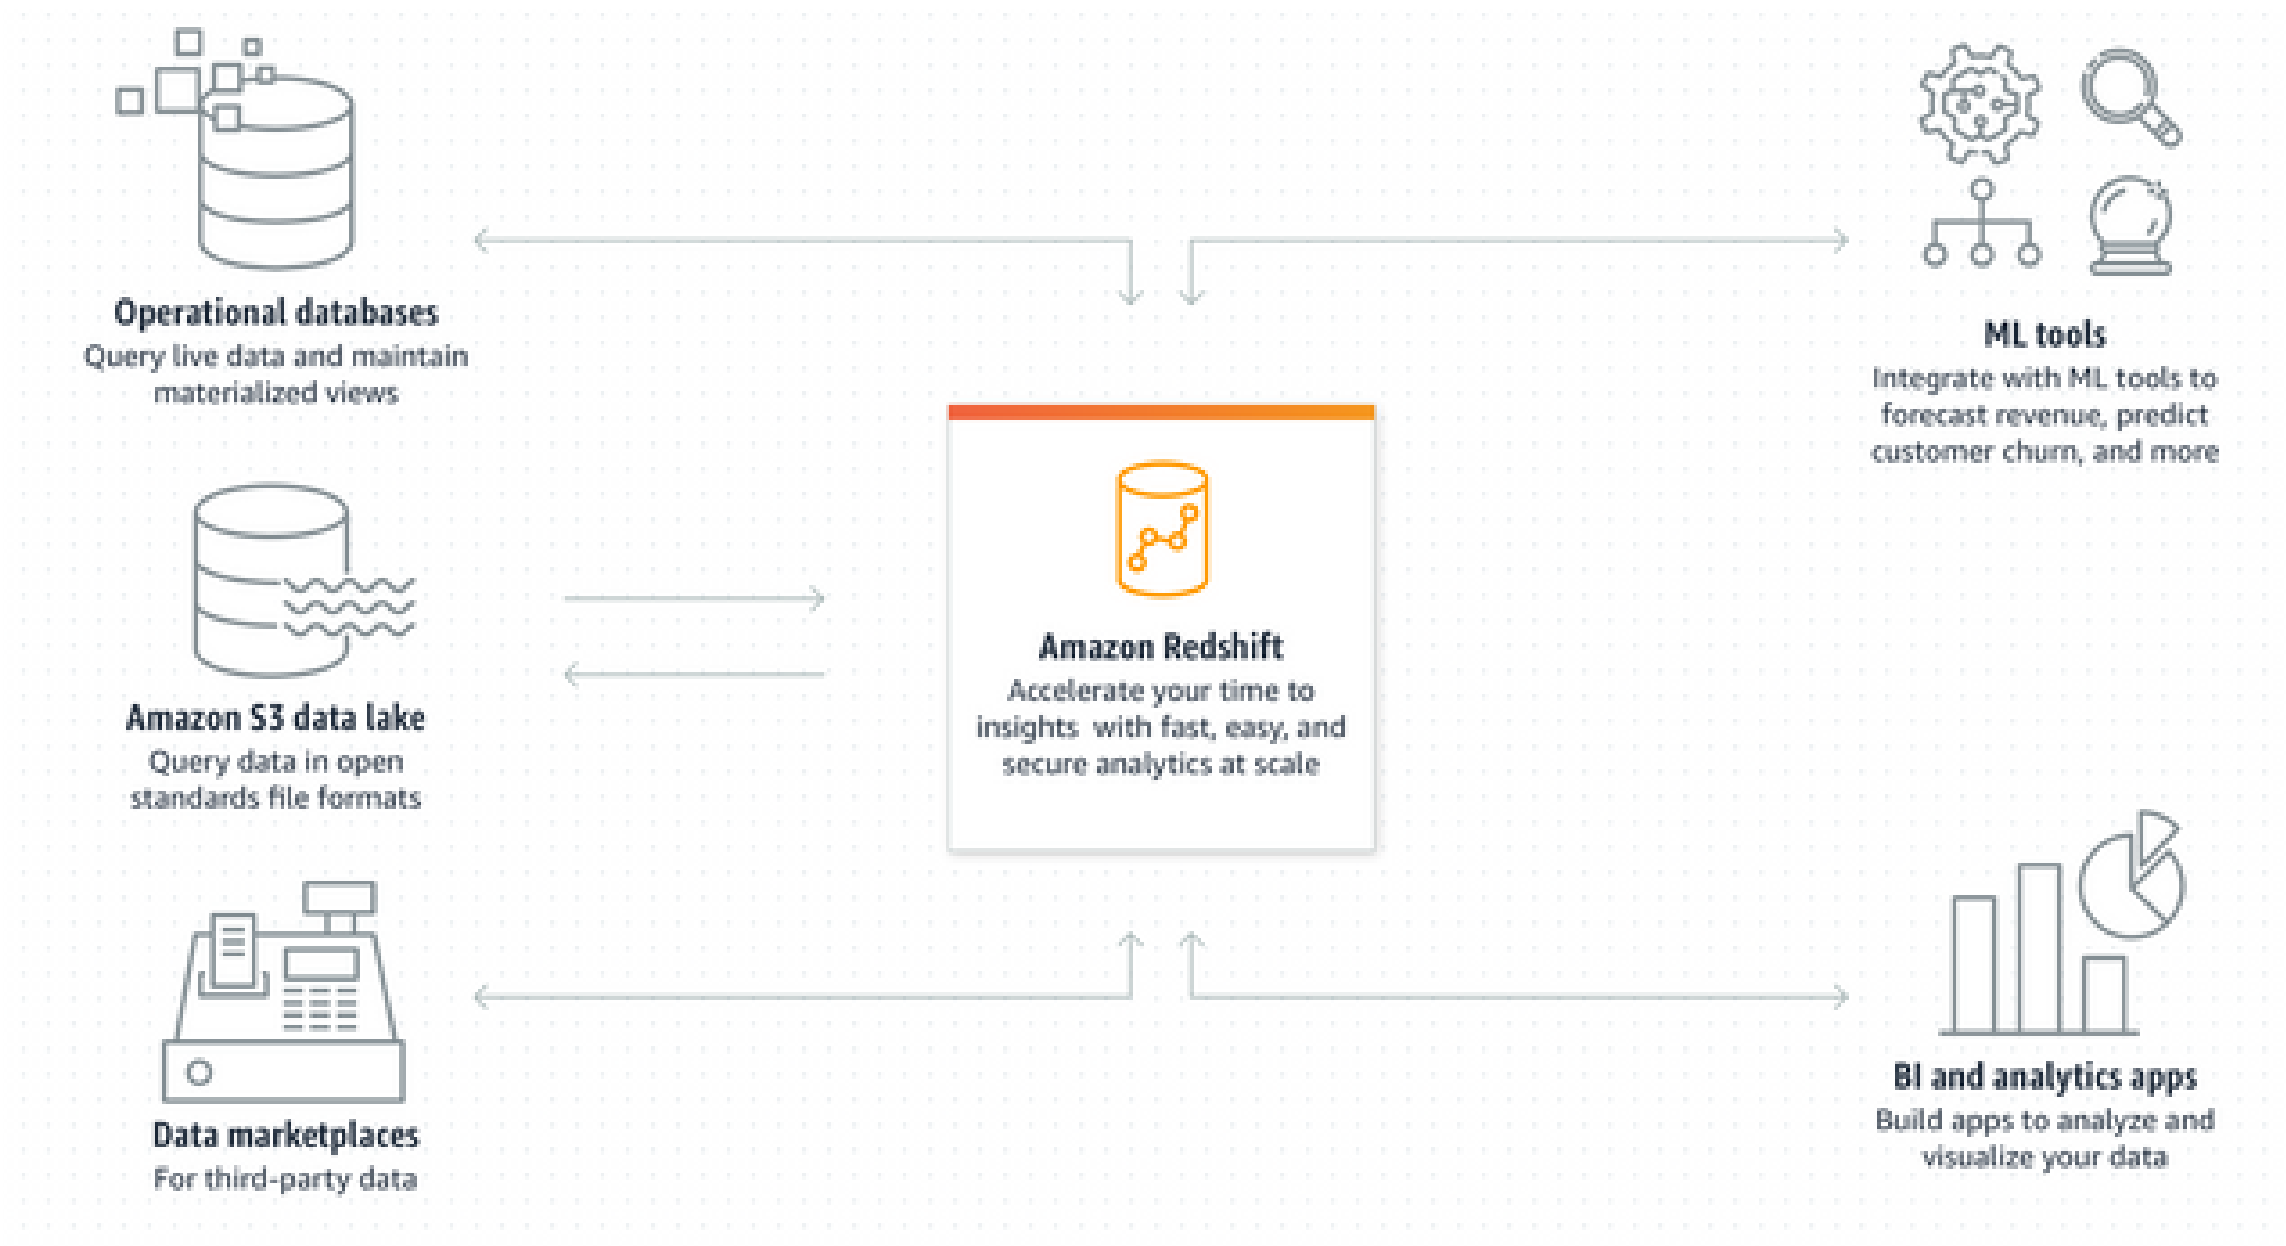 Operational databases
Query live data and maintain
materialized views
Amazon S3 data lake
Query data in open
standards file formats
Data marketplaces
For third-party data
Amazon Redshift
Accelerate your time to
insights with fast, easy, and
secure analytics at scale
ML tools
Integrate with ML tools to
forecast revenue, predict
customer churn, and more
BI and analytics apps
Build apps to analyze and
visualize your data